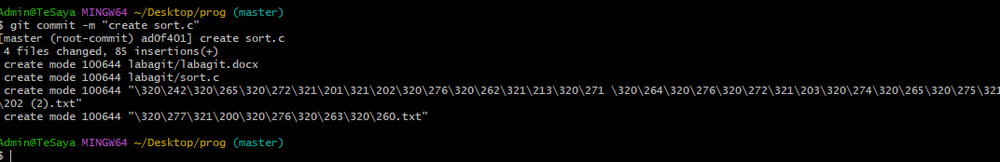 Admin@TeSaya MINGW64 ~/Desktop/prog (master)
$ git commit -m "create sort.c"
[master (root-commit) ad0f401] create sort.c
 4 files changed, 85 insertions(+)
 create mode 100644 labagit/labagit.docx
 create mode 100644 labagit/sort.c
 create mode 100644 "\320\242\320\265\320\272\321\201\321\202\320\276\320\262\321\213\320\271 \320\264\320\276\320\272\321\203\320\274\320\265\320\275\321
\202 (2).txt"
 create mode 100644 "\320\277\321\200\320\276\320\263\320\260.txt"
Admin@TeSaya MINGW64 ~/Desktop/prog (master)
$